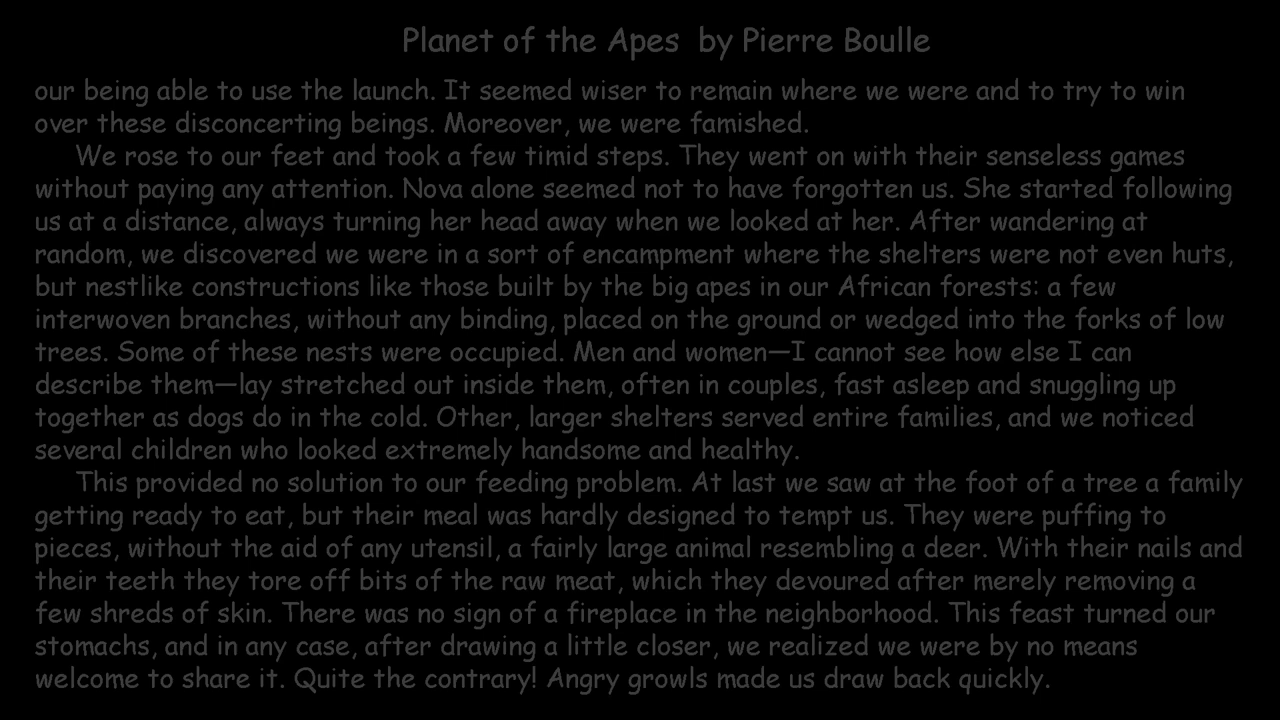 Planet of the Apes  by Pierre Boulle
our being able to use the launch. It seemed wiser to remain where we were and to try to win
over these disconcerting beings. Moreover, we were famished.
We rose to our feet and took a few timid steps. They went on with their senseless games
without paying any attention. Nova alone seemed not to have forgotten us. She started following
us at a distance, always turning her head away when we looked at her. After wandering at
random, we discovered we were in a sort of encampment where the shelters were not even huts,
but nestlike constructions like those built by the big apes in our African forests: a few
interwoven branches, without any binding, placed on the ground or wedged into the forks of low
trees. Some of these nests were occupied. Men and women—I cannot see how else I can
describe them—lay stretched out inside them, often in couples, fast asleep and snuggling up
together as dogs do in the cold. Other, larger shelters served entire families, and we noticed
several children who looked extremely handsome and healthy.
This provided no solution to our feeding problem. At last we saw at the foot of a tree a family
getting ready to eat, but their meal was hardly designed to tempt us. They were puffing to
pieces, without the aid of any utensil, a fairly large animal resembling a deer. With their nails and
their teeth they tore off bits of the raw meat, which they devoured after merely removing a
few shreds of skin. There was no sign of a fireplace in the neighborhood. This feast turned our
stomachs, and in any case, after drawing a little closer, we realized we were by no means
welcome to share it. Quite the contrary! Angry growls made us draw back quickly.